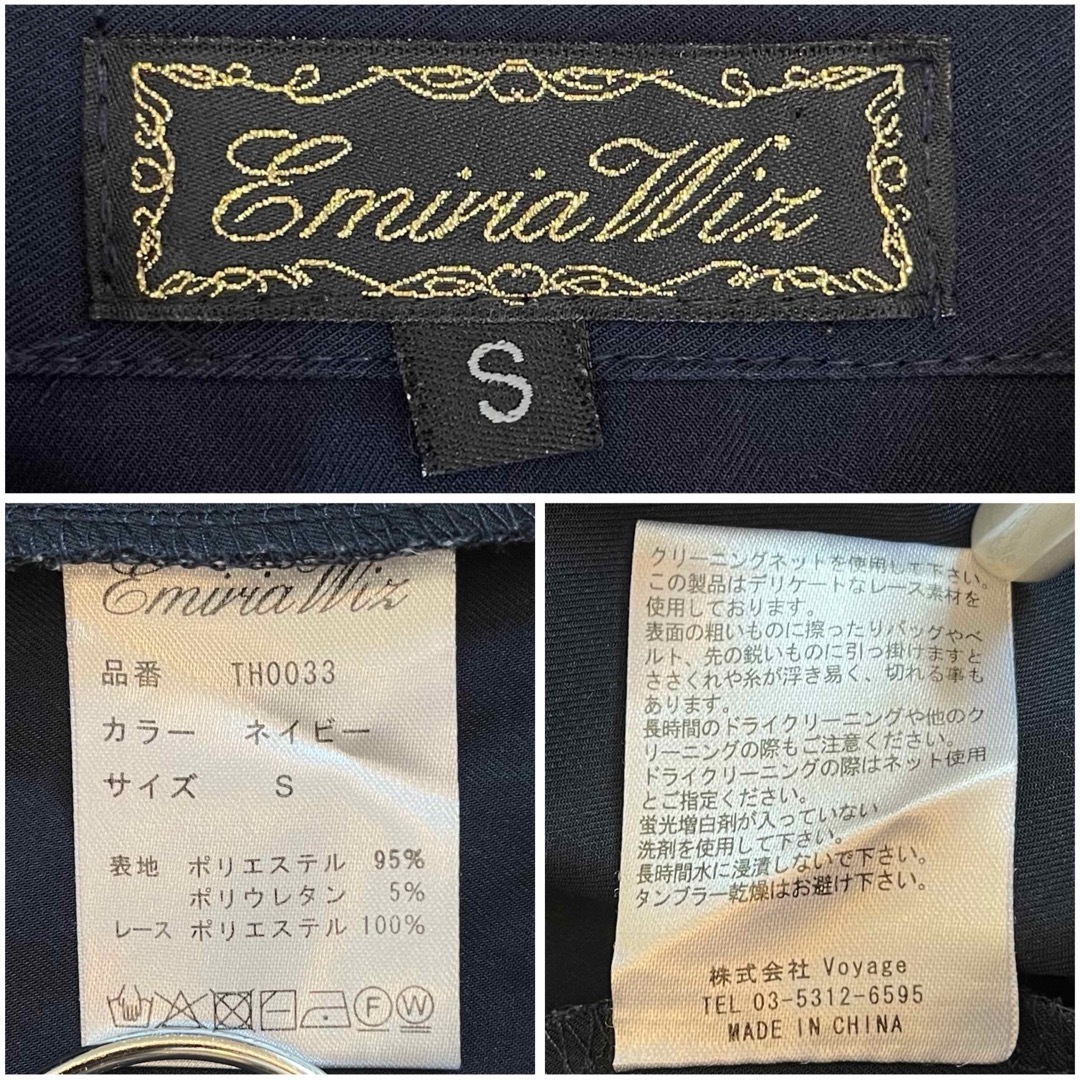 EmiriaWiz
S
EmiriaWiz
品番 TH0033
カラー ネイビー
サイズ S
表地 ポリエステル 95%
ポリウレタン 5%
レース ポリエステル 100%
F W
クリーニングネットを使用して下さい。
この製品はデリケートなレース素材を
使用しております。
表面の粗いものに擦ったりバッグやベ
ルト、先の鋭いものに引っ掛けますと
ささくれや糸が浮き易く、切れる事も
あります。
長時間のドライクリーニングや他のク
リーニングの際もご注意ください。
ドライクリーニングの際はネット使用
とご指定ください。
蛍光増白剤が入っていない
洗剤を使用して下さい。
長時間水に浸漬しないで下さい。
タンブラー乾燥はお避け下さい。
株式会社 Voyage
TEL 03-5312-6595
MADE IN CHINA